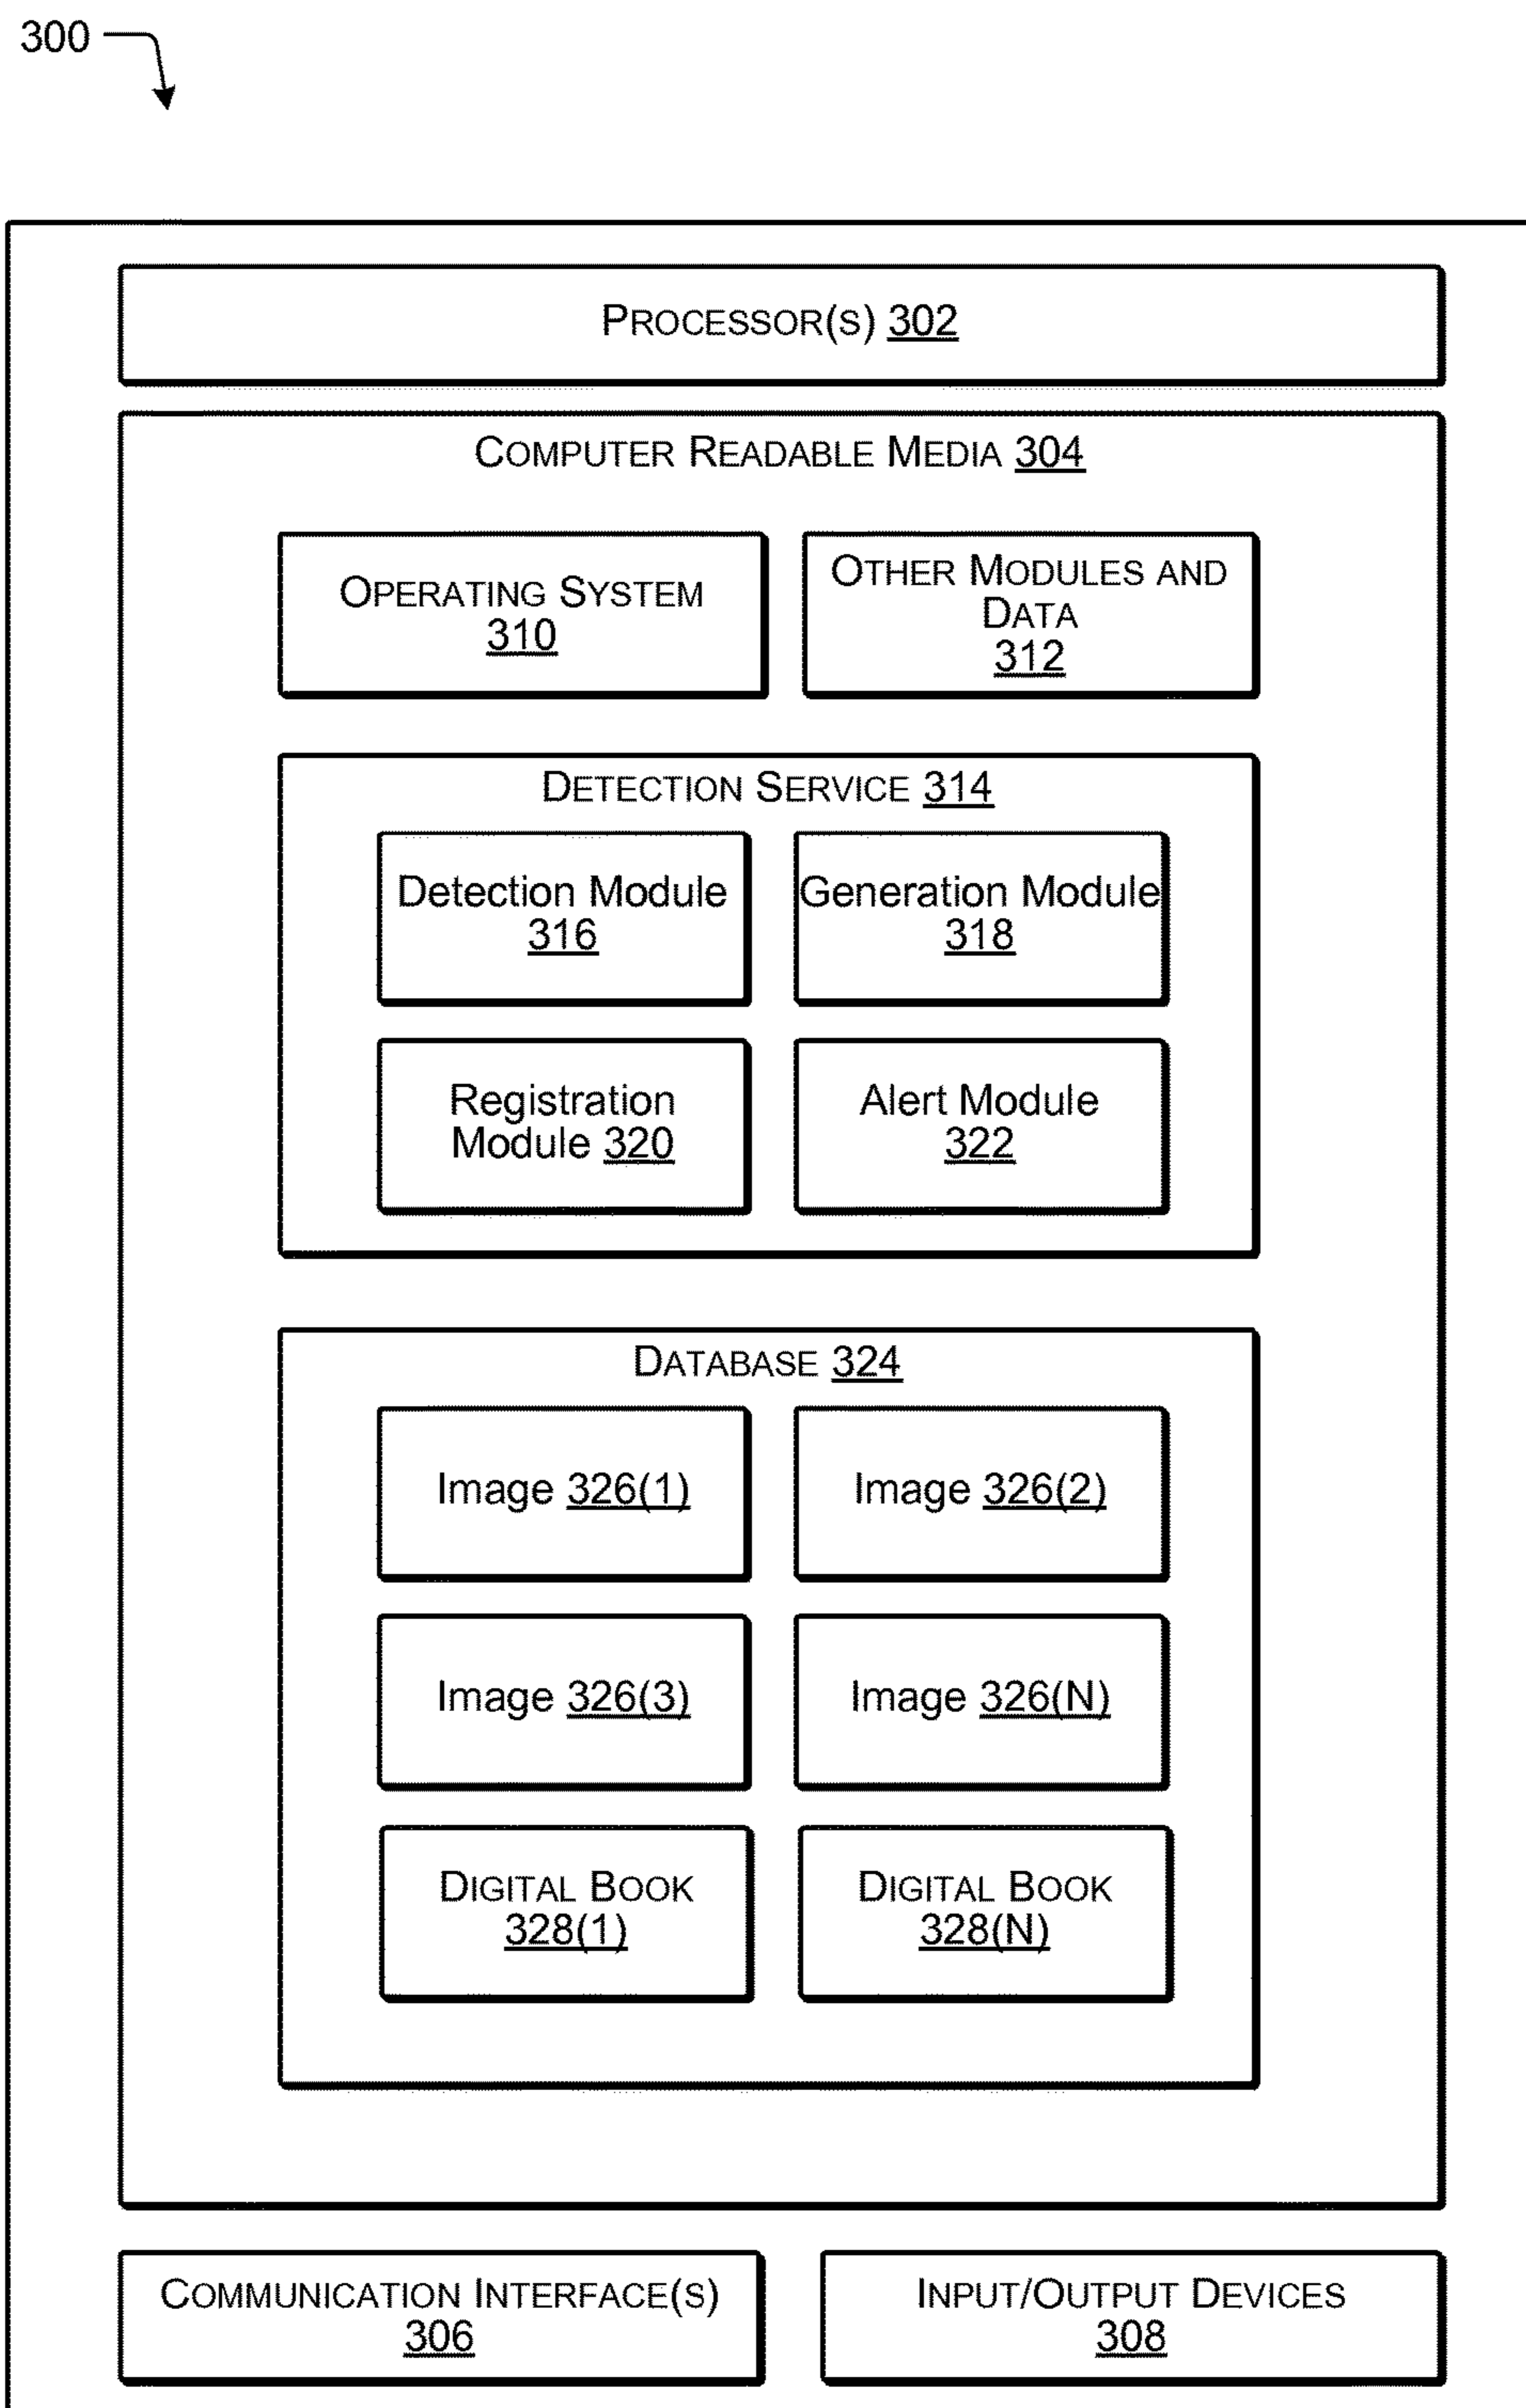 300
PROCESSOR(S) 302
COMPUTER READABLE MEDIA 304
OPERATING SYSTEM
310
OTHER MODULES AND
DATA
312
DETECTION SERVICE 314
Detection Module
316
Generation Module
318
Registration
Module 320
Alert Module
322
DATABASE 324
Image 326(1)
Image 326(2)
Image 326(3)
Image 326(N)
DIGITAL BOOK
328(1)
DIGITAL BOOK
328(N)
COMMUNICATION INTERFACE(S)
306
INPUT/OUTPUT DEVICES
308